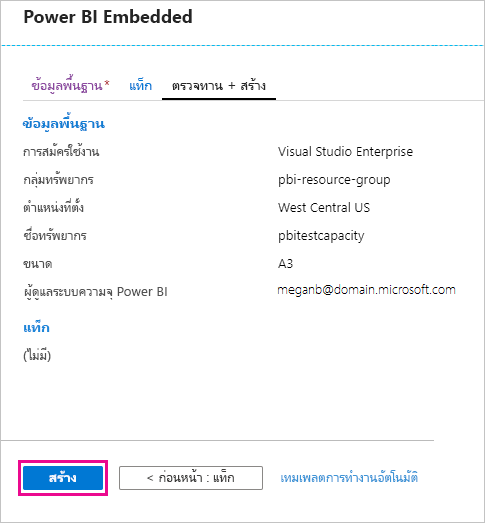 Power BI Embedded
ข้อมูลพื้นฐาน* แท็ก ตรวจทาน + สร้าง
ข้อมูลพื้นฐาน
การสมัครใช้งาน Visual Studio Enterprise
กลุ่มทรัพยากร pbi-resource-group
ตำแหน่งที่ตั้ง West Central US
ชื่อทรัพยากร pbitestcapacity
ขนาด A3
ผู้ดูแลระบบความจุ Power BI meganb@domain.microsoft.com
แท็ก
(ไม่มี)
สร้าง < ก่อนหน้า : แท็ก เทมเพลตการทำงานอัตโนมัติ